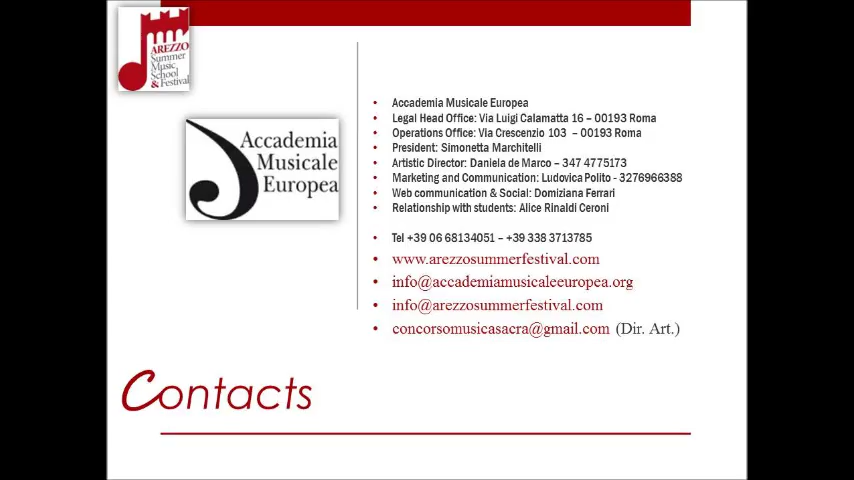 AREZZO
Summer
Music
School
& Festival
Accademia
Musicale
Europea
• Accademia Musicale Europea
• Legal Head Office: Via Luigi Calamatta 16 – 00193 Roma
• Operations Office: Via Crescenzio 103 – 00193 Roma
• President: Simonetta Marchitelli
• Artistic Director: Daniela de Marco – 347 4775173
• Marketing and Communication: Ludovica Polito - 3276966388
• Web communication & Social: Domiziana Ferrari
• Relationship with students: Alice Rinaldi Ceroni
• Tel +39 06 68134051 – +39 338 3713785
• www.arezzosummerfestival.com
• info@accademiamusicaleeuropea.org
• info@arezzosummerfestival.com
• concorsomusicasacra@gmail.com (Dir. Art.)
Contacts